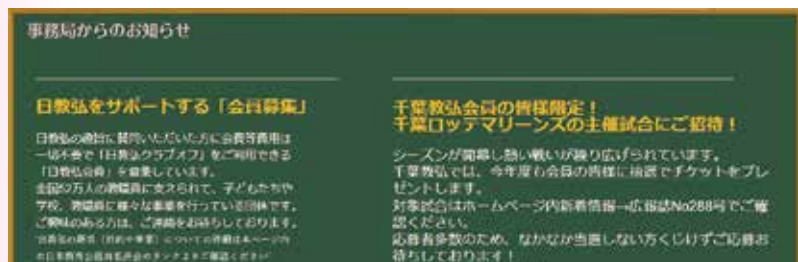 事務局からのお知らせ
日教弘をサポートする「会員募集」
日教弘の趣旨に賛同いただいた方に会費等費用は
一切不要で「日教弘クラブオフ」をご利用できる
「日教弘会員」を募集しています。
全国52万人の教職員に支えられて、子どもたちや
学校、教職員に様々な事業を行っている団体です。
ご興味のある方は、ご連絡をお待ちしております。
千葉教弘会員の皆様限定！
千葉ロッテマリーンズの主催試合にご招待！
シーズンが開幕し熱い戦いが繰り広げられています。
千葉教弘では、今年度も会員の皆様に抽選でチケットをプレ
ゼントします。
対象試合はホームページ内新着情報→広報誌No288号でご確
認ください。
応募者多数のため、なかなか当選しない方くじけずご応募お
待ちしております！